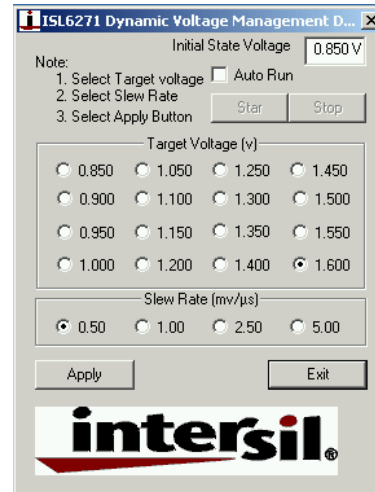 ISL6271 Dynamic Voltage Management D...
Initial State Voltage 0.850 V
Note:
1. Select Target voltage Auto Run
2. Select Slew Rate
3. Select Apply Button
Star Stop
Target Voltage (v)
0.850 1.050 1.250 1.450
0.900 1.100 1.300 1.500
0.950 1.150 1.350 1.550
1.000 1.200 1.400 1.600
Slew Rate (mv/µs)
0.50 1.00 2.50 5.00
Apply Exit
intersil®